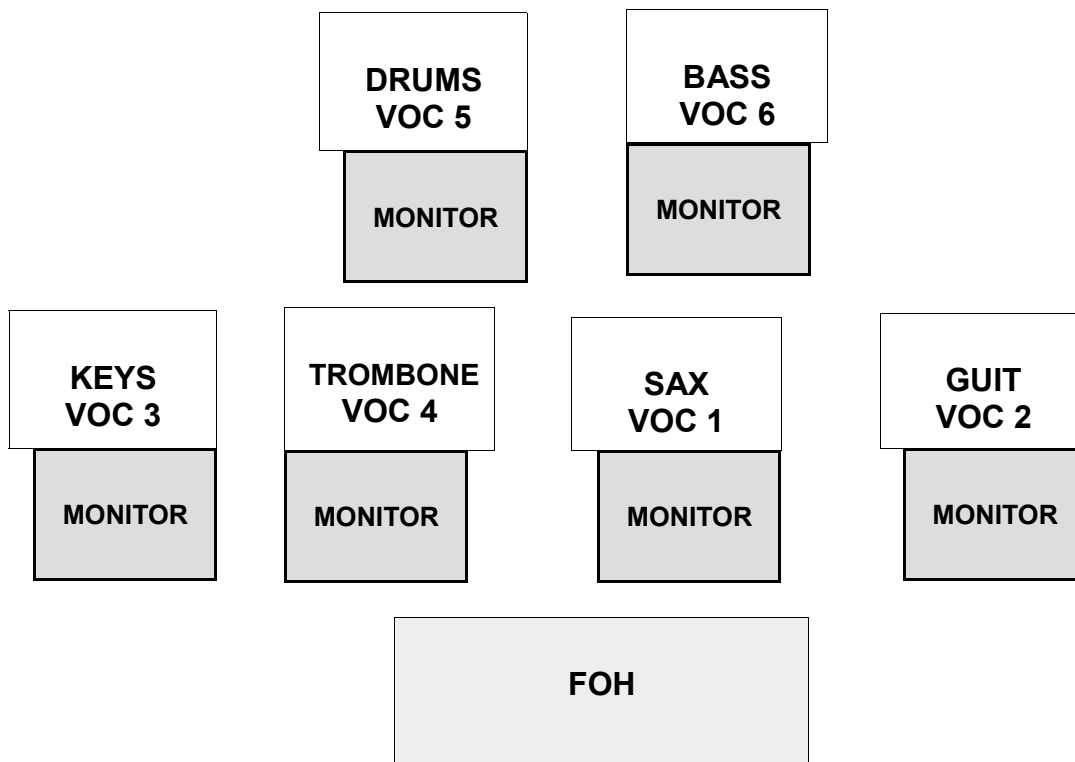 DRUMS
VOC 5
BASS
VOC 6
MONITOR
MONITOR
KEYS
VOC 3
TROMBONE
VOC 4
SAX
VOC 1
GUIT
VOC 2
MONITOR
MONITOR
MONITOR
MONITOR
FOH